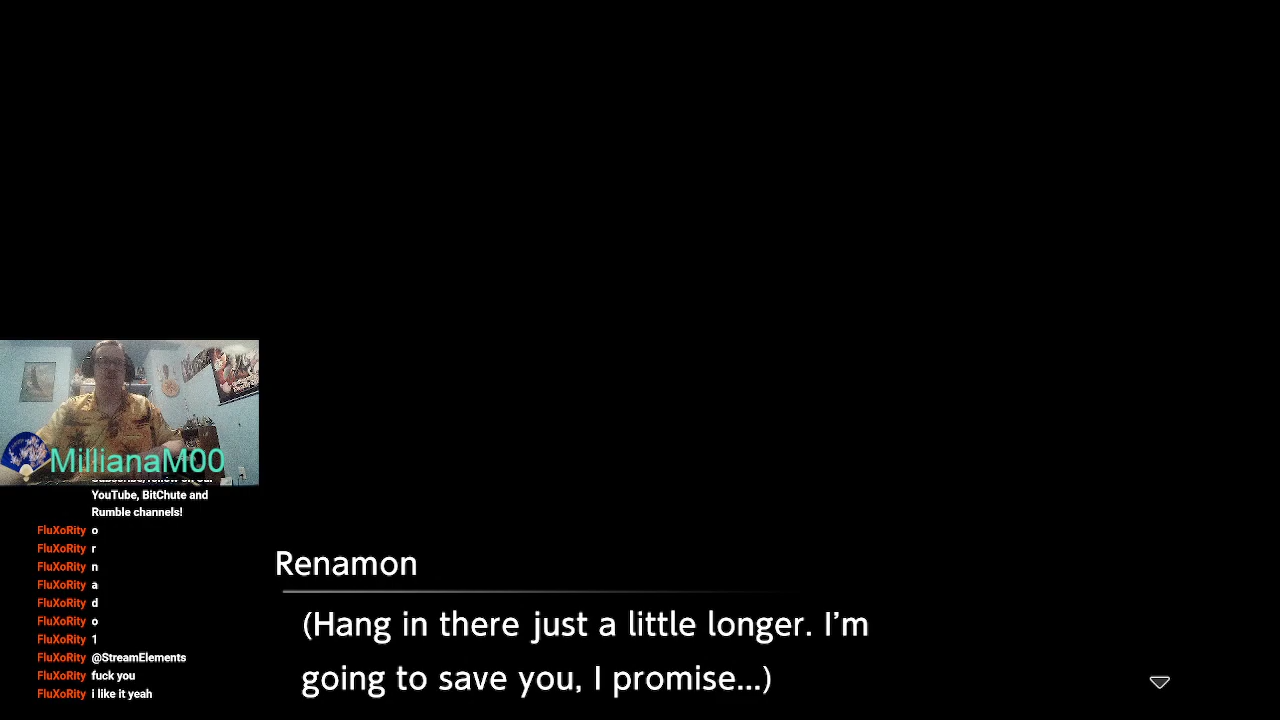 MillianaM00
YouTube, BitChute and
Rumble channels!
FluXoRity o
FluXoRity r
FluXoRity n
FluXoRity a
FluXoRity d
FluXoRity o
FluXoRity 1
FluXoRity @StreamElements
FluXoRity fuck you
FluXoRity i like it yeah
Renamon
(Hang in there just a little longer. I'm
going to save you, I promise...)